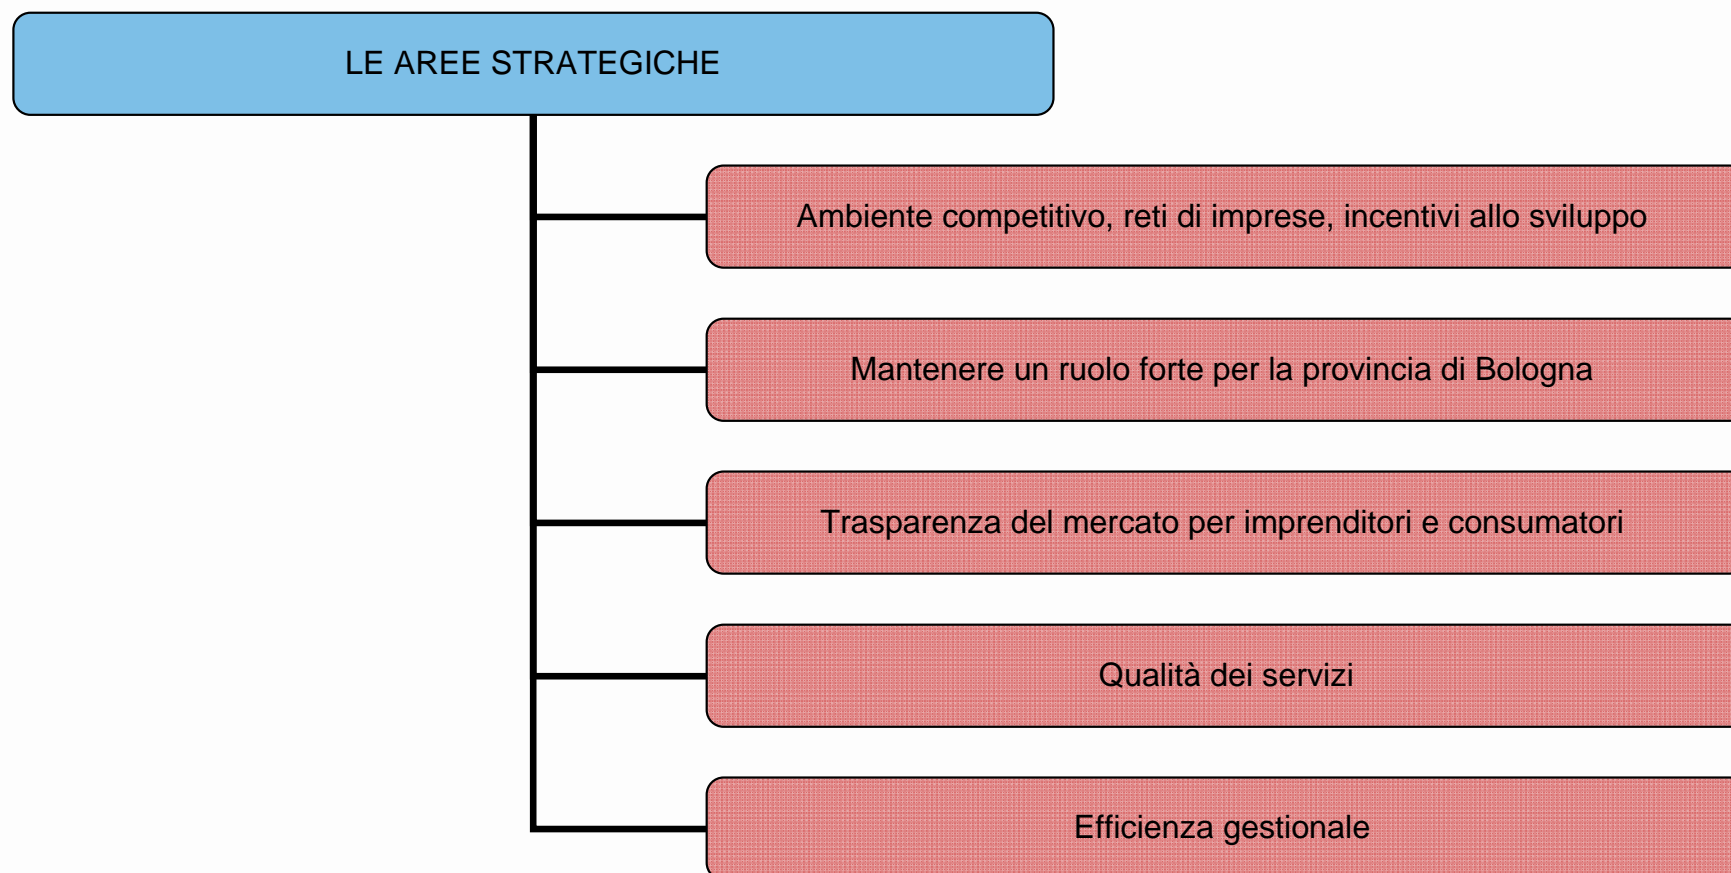 LE AREE STRATEGICHE
Ambiente competitivo, reti di imprese, incentivi allo sviluppo
Mantenere un ruolo forte per la provincia di Bologna
Trasparenza del mercato per imprenditori e consumatori
Qualità dei servizi
Efficienza gestionale